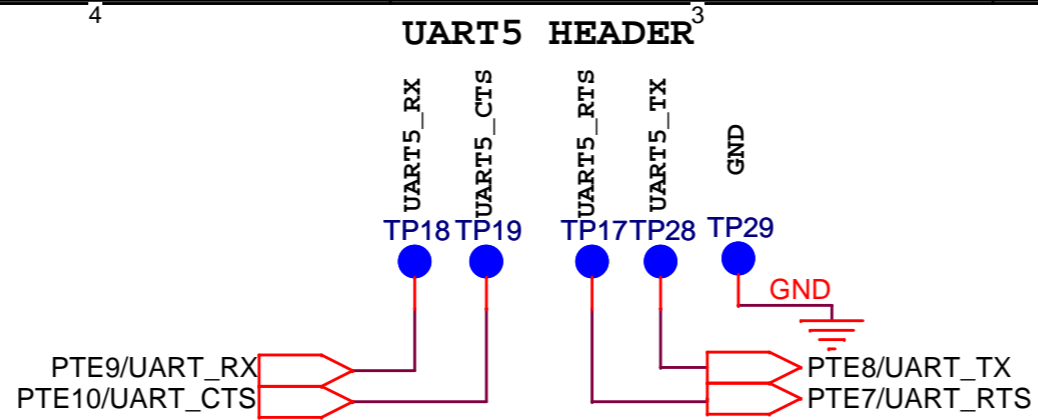 4
3
UART5 HEADER
UART5_RX
UART5_CTS
UART5_RTS
UART5_TX
GND
TP18
TP19
TP17
TP28
TP29
GND
PTE9/UART_RX
PTE8/UART_TX
PTE10/UART_CTS
PTE7/UART_RTS